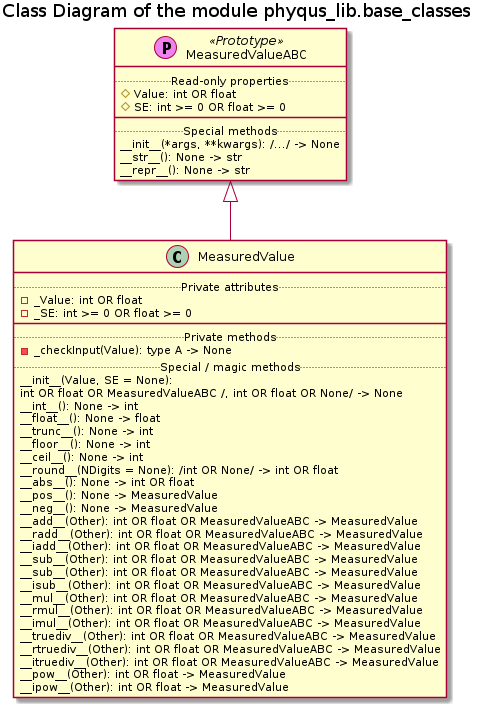 Class Diagram of the module phyqus_lib.base_classes
P
«Prototype»
MeasuredValueABC
Read-only properties
Value: int OR float
SE: int >= 0 OR float >= 0
Special methods
__init__(*args, **kwargs): /.../ -> None
__str__(): None -> str
__repr__(): None -> str
C MeasuredValue
Private attributes
_Value: int OR float
_SE: int >= 0 OR float >= 0
Private methods
_checkInput(Value): type A -> None
Special / magic methods
__init__(Value, SE = None):
int OR float OR MeasuredValueABC /, int OR float OR None/ -> None
__int__(): None -> int
__float__(): None -> float
__trunc__(): None -> int
__floor__(): None -> int
__ceil__(): None -> int
__round__(NDigits = None): /int OR None/ -> int OR float
__abs__(): None -> int OR float
__pos__(): None -> MeasuredValue
__neg__(): None -> MeasuredValue
__add__(Other): int OR float OR MeasuredValueABC -> MeasuredValue
__radd__(Other): int OR float OR MeasuredValueABC -> MeasuredValue
__iadd__(Other): int OR float OR MeasuredValueABC -> MeasuredValue
__sub__(Other): int OR float OR MeasuredValueABC -> MeasuredValue
__sub__(Other): int OR float OR MeasuredValueABC -> MeasuredValue
__isub__(Other): int OR float OR MeasuredValueABC -> MeasuredValue
__mul__(Other): int OR float OR MeasuredValueABC -> MeasuredValue
__rmul__(Other): int OR float OR MeasuredValueABC -> MeasuredValue
__imul__(Other): int OR float OR MeasuredValueABC -> MeasuredValue
__truediv__(Other): int OR float OR MeasuredValueABC -> MeasuredValue
__rtruediv__(Other): int OR float OR MeasuredValueABC -> MeasuredValue
__itruediv__(Other): int OR float OR MeasuredValueABC -> MeasuredValue
__pow__(Other): int OR float -> MeasuredValue
__ipow__(Other): int OR float -> MeasuredValue